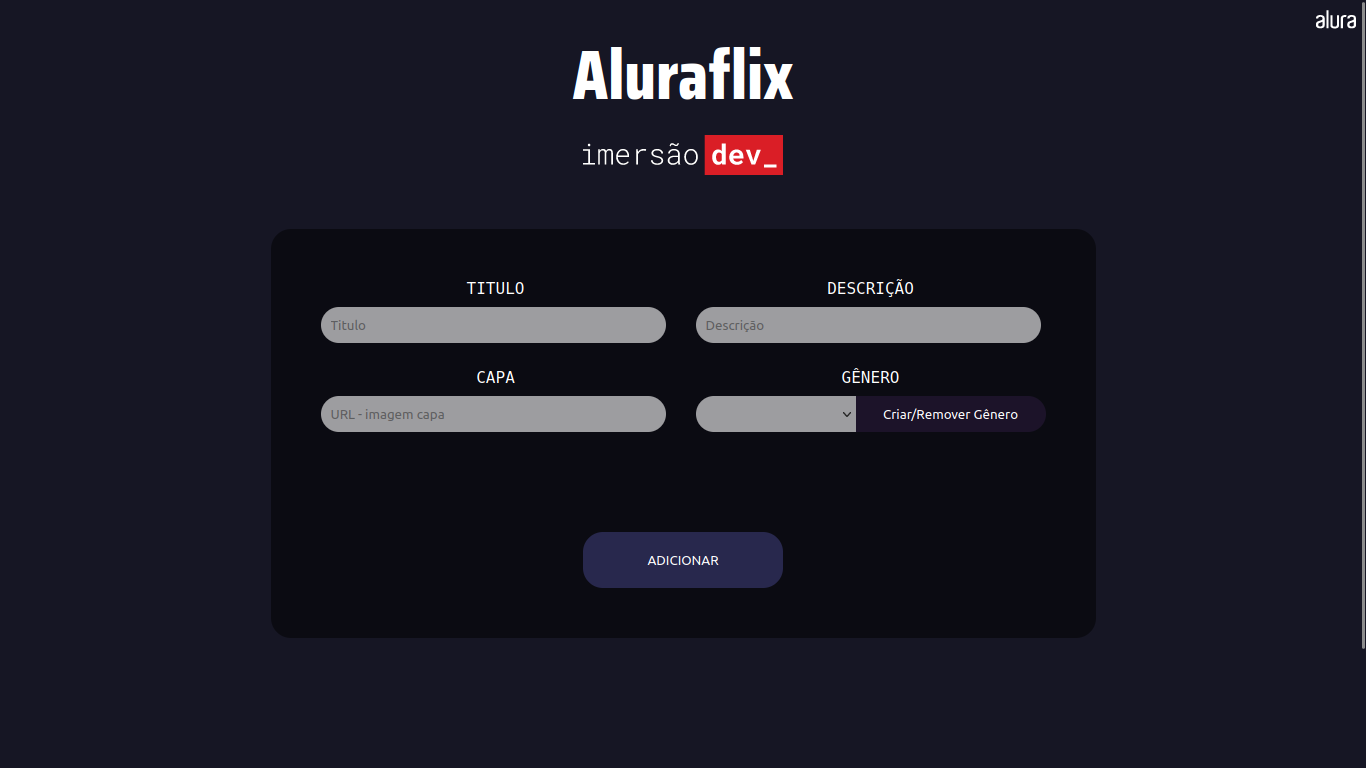 alura
Aluraflix
imersão dev_
TITULO
DESCRIÇÃO
Titulo
Descrição
CAPA
GÊNERO
URL - imagem capa
Criar/Remover Gênero
ADICIONAR